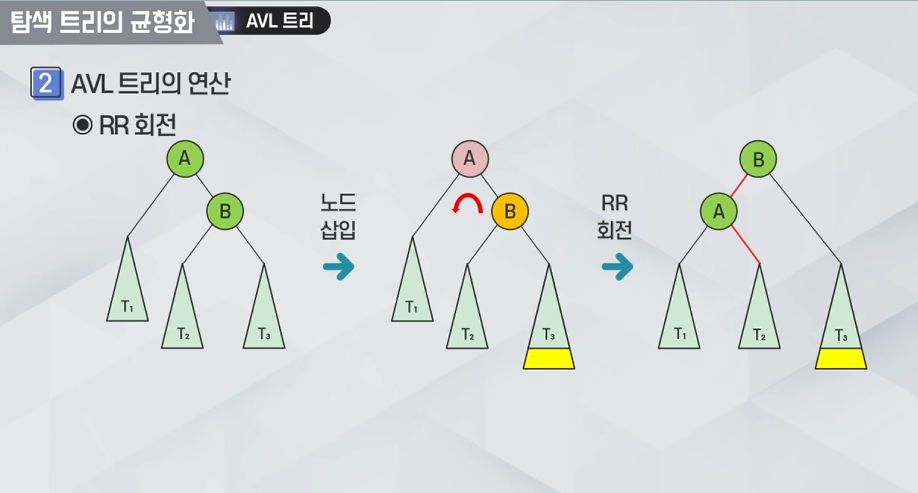 탐색 트리의 균형화
AVL 트리
2 AVL 트리의 연산
◉ RR 회전
A
B
T₁
T₂
T₃
노드
삽입
A
B
T₁
T₂
T₃
RR
회전
B
A
T₁
T₂
T₃